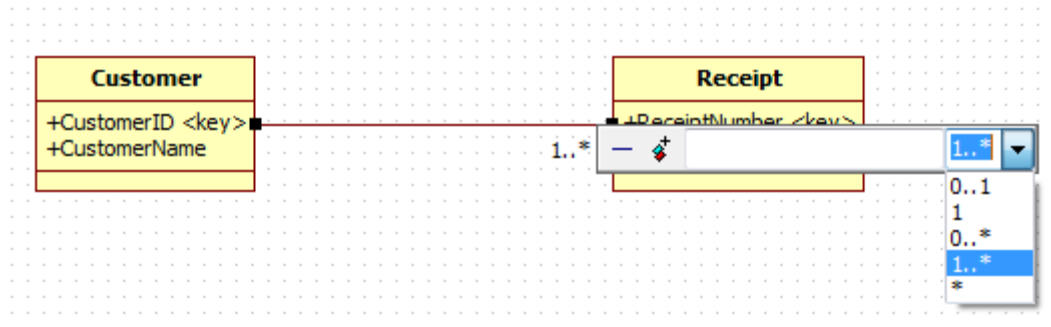 Customer
+CustomerID <key>
+CustomerName
Receipt
+ReceiptNumber <key>
1..*
1..*
0..1
1
0..*
1..*
*